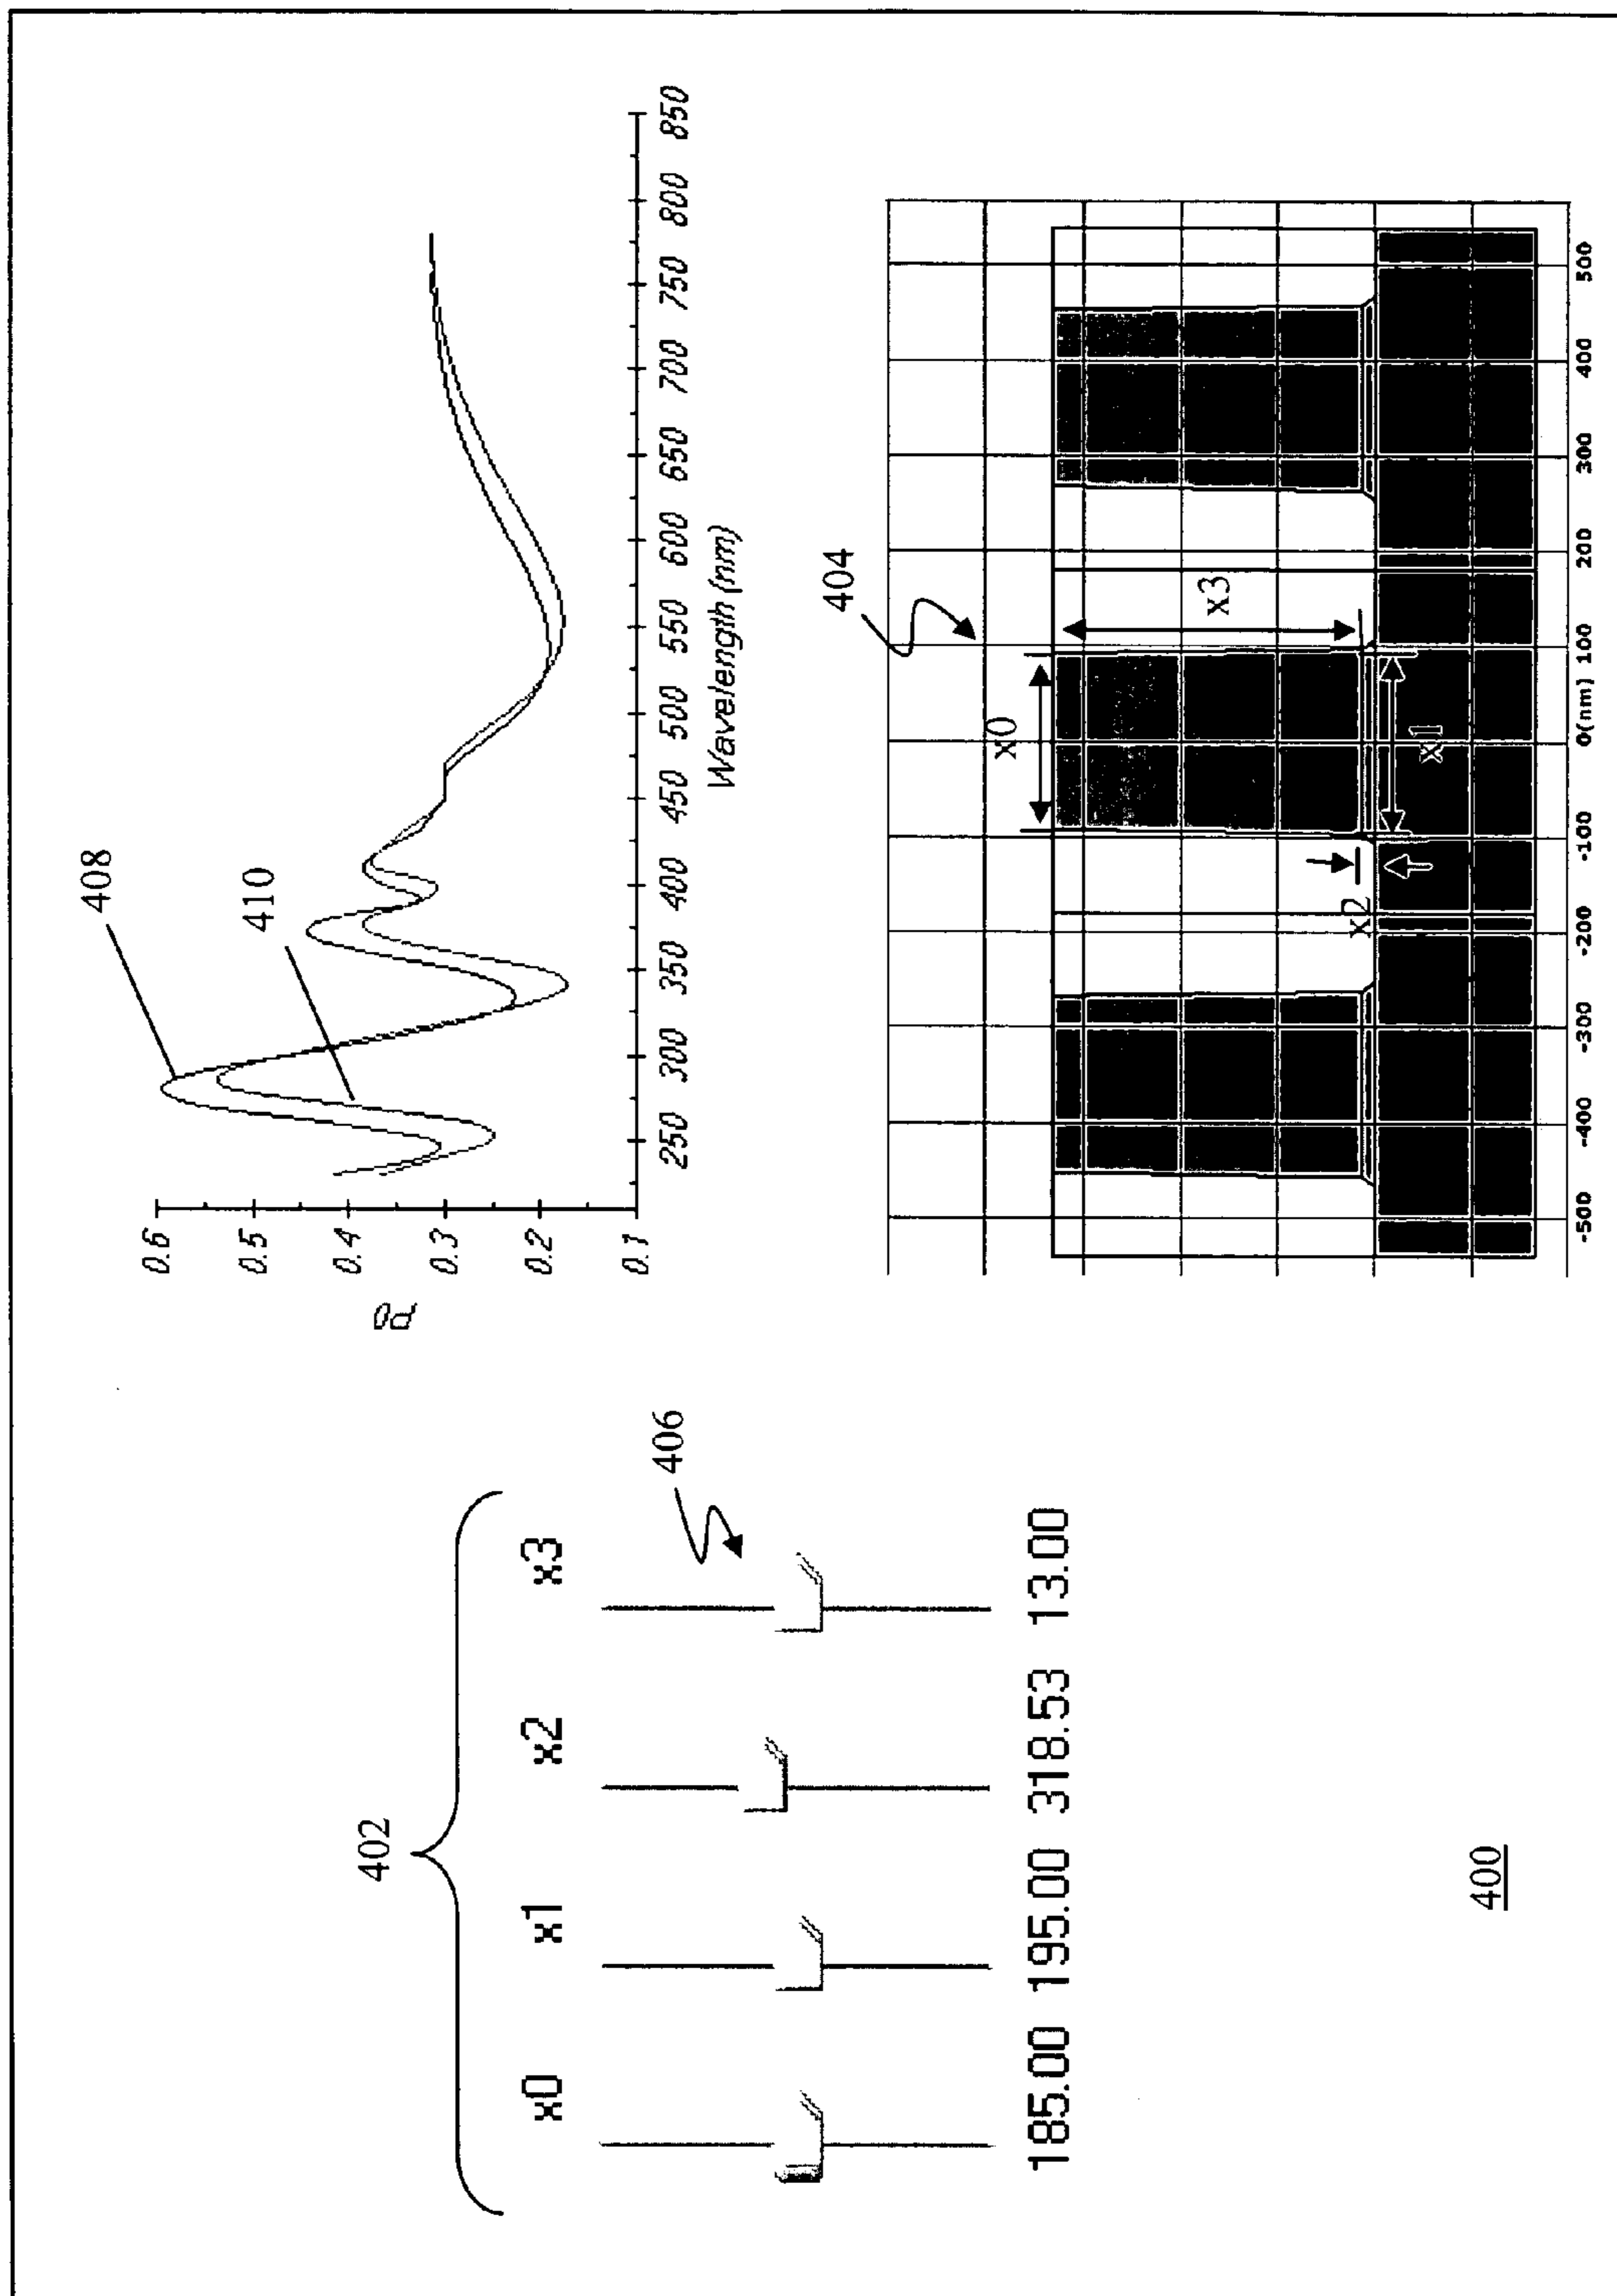 402
x0 x1 x2 x3
406
185.00 195.00 318.53 13.00
400
408
410
0.6
0.5
0.4
0.3
0.2
0.1
250 300 350 400 450 500 550 600 650 700 750 800 850
Wavelength (nm)
404
x0
x3
x2
x1
-500 -400 -300 -200 -100 0(nm) 100 200 300 400 500